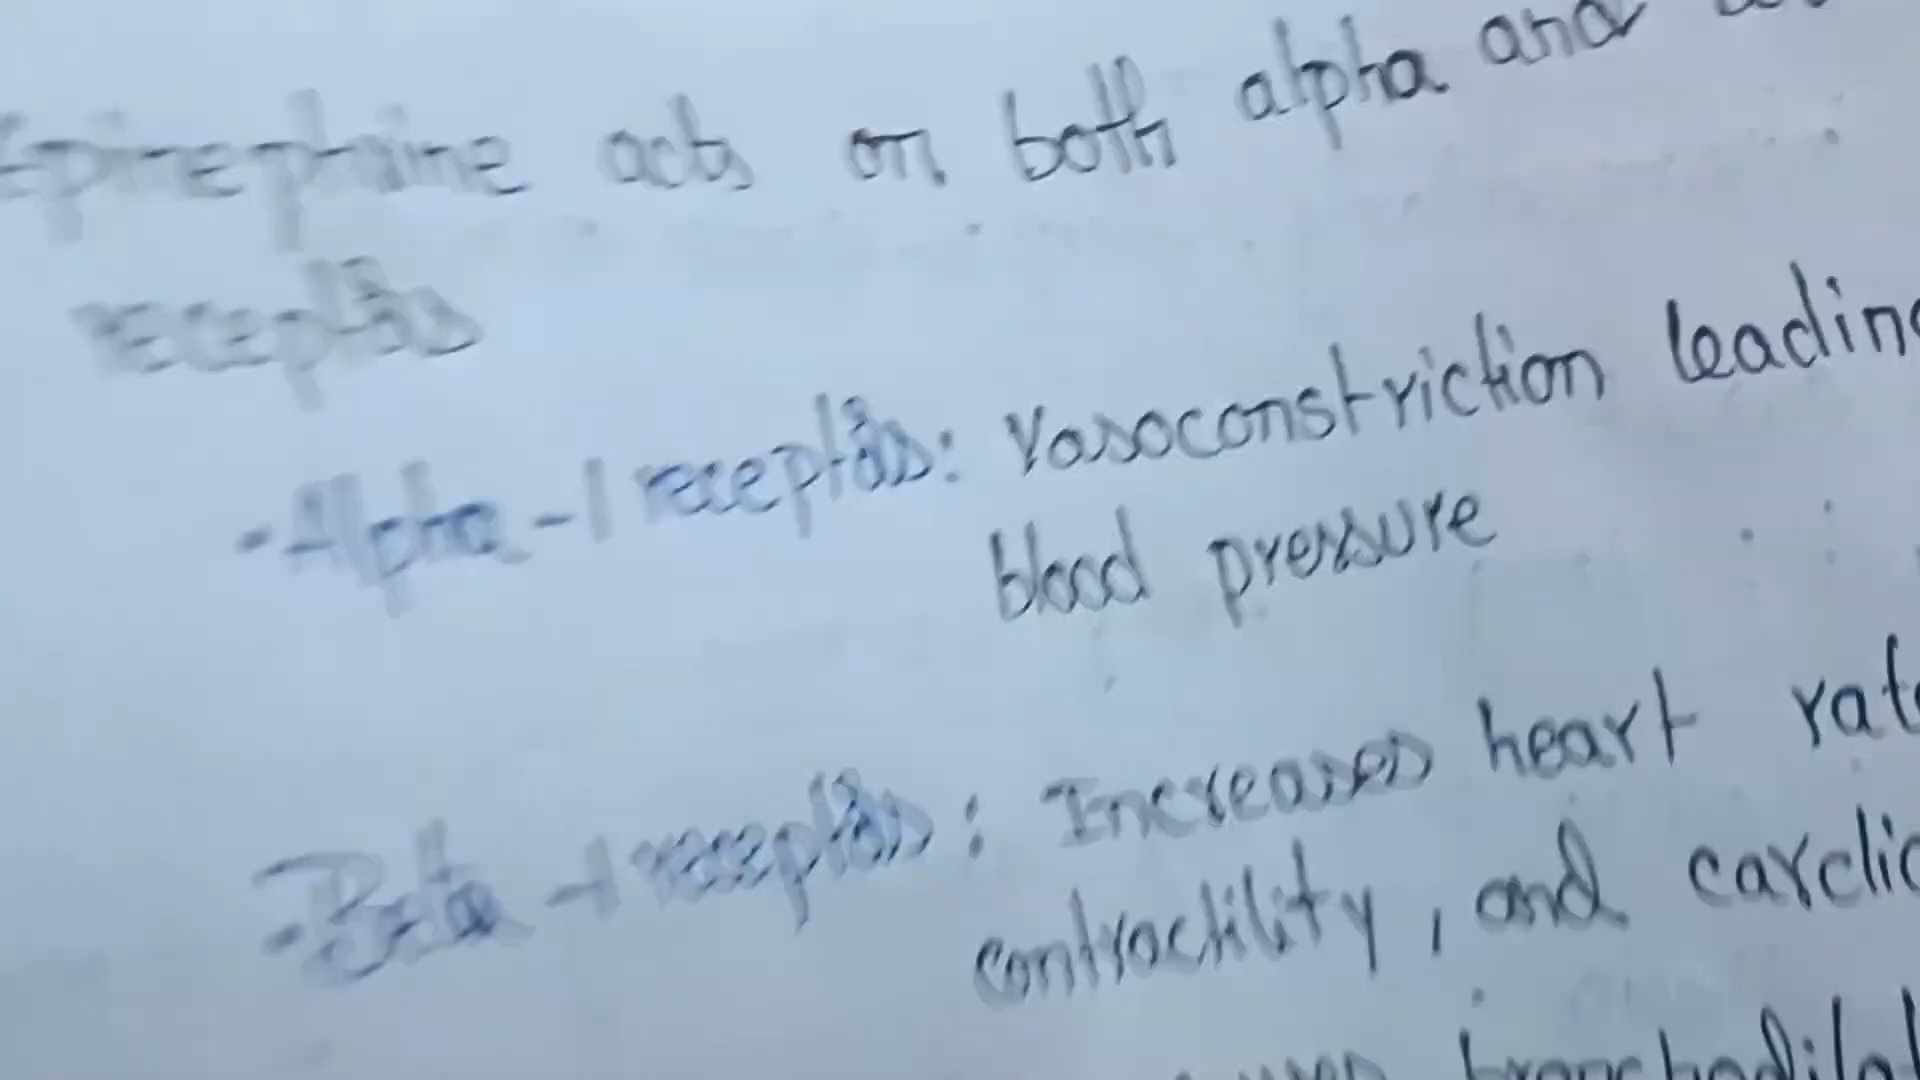 Epinephrine acts on both alpha and
receptors
- Alpha-1 receptors: Vasoconstriction leading
blood pressure
- Beta-1 receptors: Increases heart rate
contractility, and cardiac
bronchodilat